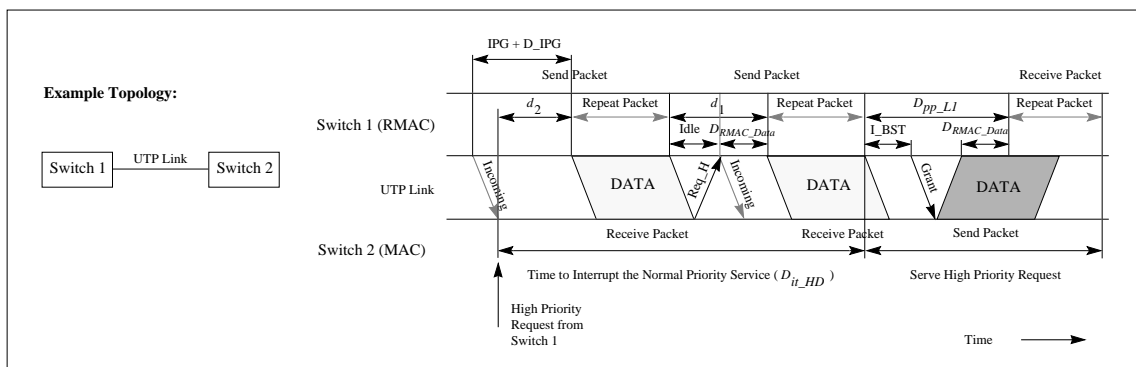 IPG + D_IPG
Send Packet Send Packet Receive Packet
Example Topology:
d2 Repeat Packet d1 Repeat Packet Dpp_L1 Repeat Packet
Switch 1 (RMAC)
Idle DRMAC_Data I_BST DRMAC_Data
Switch 1 UTP Link Switch 2
UTP Link
Incoming DATA Req_H Incoming DATA Grant DATA
Receive Packet Receive Packet Send Packet
Switch 2 (MAC)
Time to Interrupt the Normal Priority Service (Dit_HD) Serve High Priority Request
High Priority
Request from
Switch 1
Time